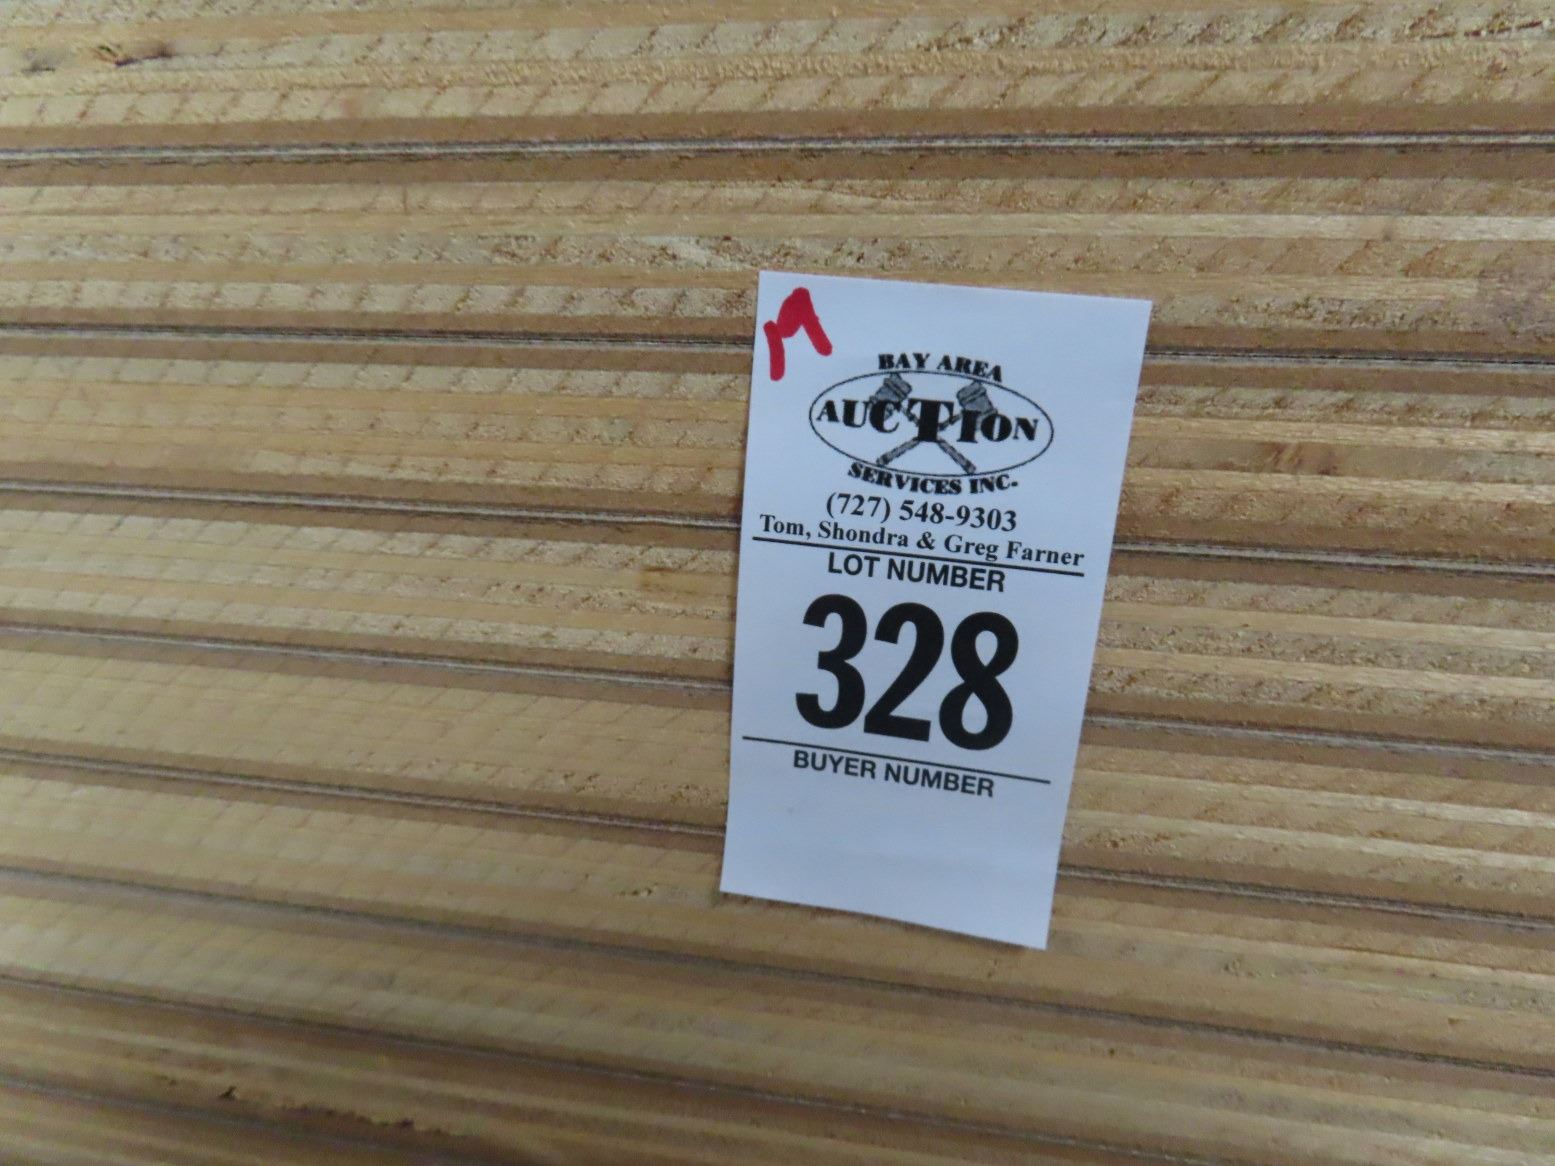 M
BAY AREA
AUCTION
SERVICES INC.
(727) 548-9303
Tom, Shondra & Greg Farner
LOT NUMBER
328
BUYER NUMBER